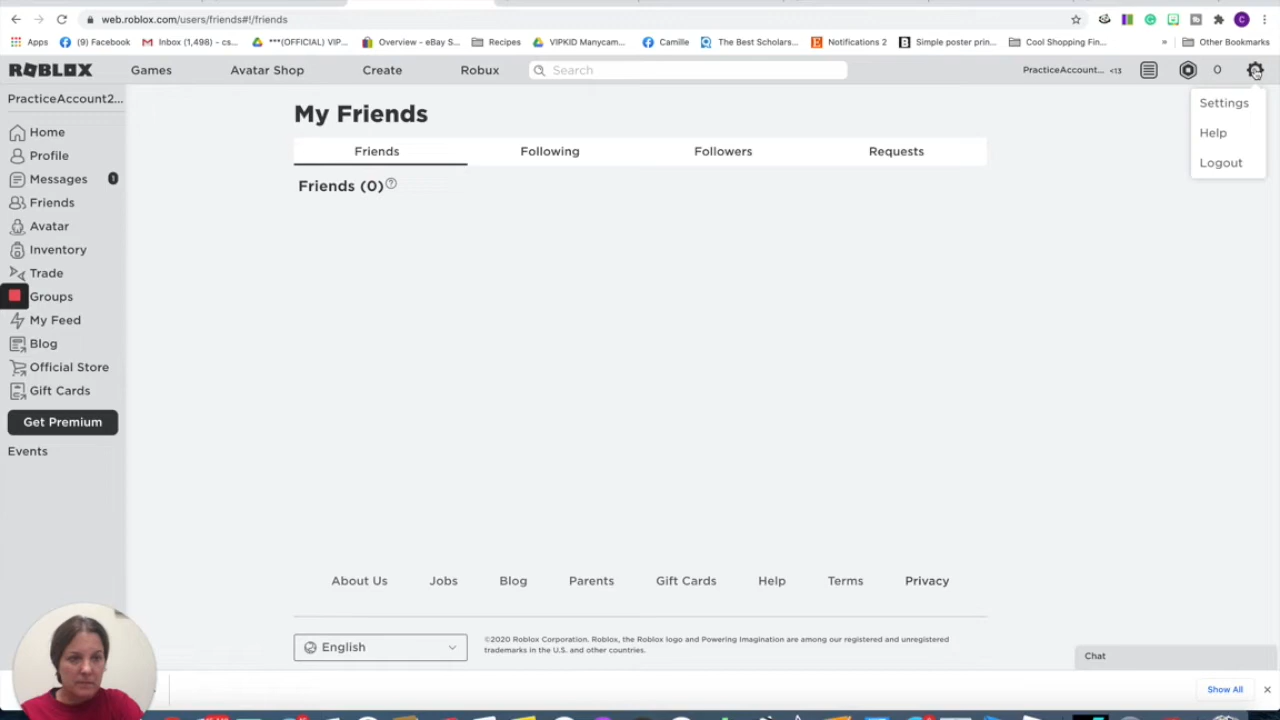 web.roblox.com/users/friends#!/friends
C
Apps (9) Facebook Inbox (1,498) – cs... ***(OFFICIAL) VIP... Overview – eBay S... Recipes VIPKID Manycam... Camille The Best Scholars... Notifications 2 Simple poster prin... Cool Shopping Fin... » Other Bookmarks
ROBLOX Games Avatar Shop Create Robux Search PracticeAccount... <13 0
PracticeAccount2...
Settings
Help
Logout
My Friends
Friends Following Followers Requests
Friends (0)
Home
Profile
Messages 1
Friends
Avatar
Inventory
Trade
Groups
My Feed
Blog
Official Store
Gift Cards
Get Premium
Events
About Us Jobs Blog Parents Gift Cards Help Terms Privacy
English
©2020 Roblox Corporation. Roblox, the Roblox logo and Powering Imagination are among our registered and unregistered
trademarks in the U.S. and other countries.
Chat
Show All